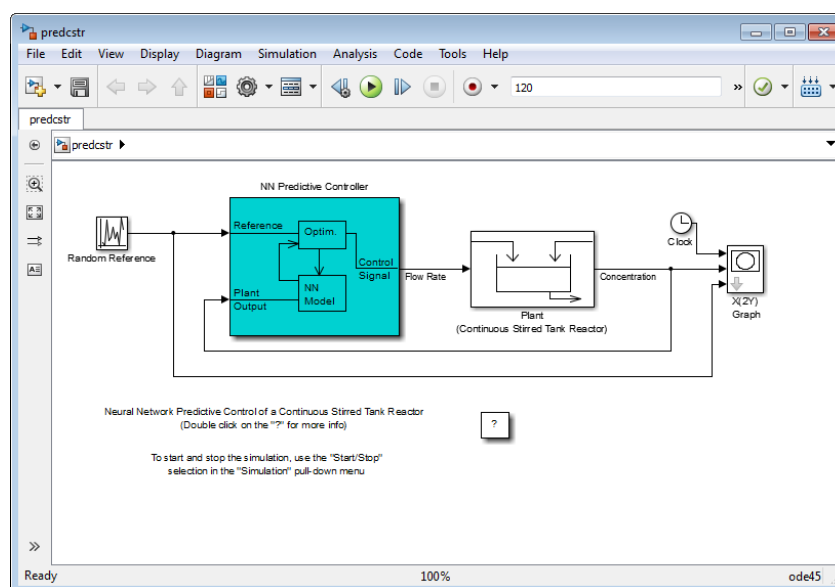 predcstr
File Edit View Display Diagram Simulation Analysis Code Tools Help
120
»
predcstr
predcstr
NN Predictive Controller
Reference
Optim.
Control
Signal
Plant
Output
NN
Model
Random Reference
Flow Rate
Plant
(Continuous Stirred Tank Reactor)
Concentration
Clock
X(2Y)
Graph
Neural Network Predictive Control of a Continuous Stirred Tank Reactor
(Double click on the "?" for more info)
?
To start and stop the simulation, use the "Start/Stop"
selection in the "Simulation" pull-down menu
»
Ready 100% ode45